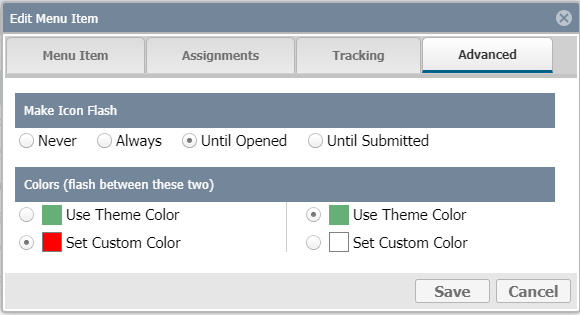 Edit Menu Item
Menu Item Assignments Tracking Advanced
Make Icon Flash
Never Always Until Opened Until Submitted
Colors (flash between these two)
Use Theme Color Use Theme Color
Set Custom Color Set Custom Color
Save Cancel